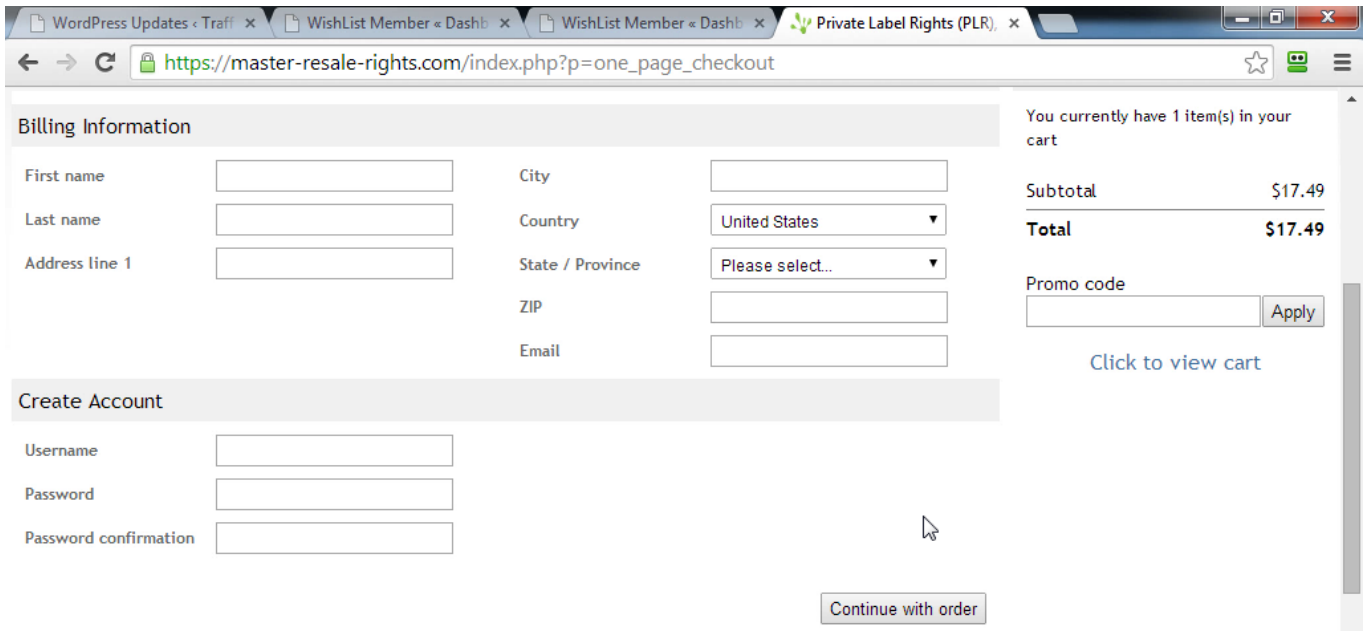 WordPress Updates ‹ Traff
WishList Member « Dashb
WishList Member « Dashb
Private Label Rights (PLR),
https://master-resale-rights.com/index.php?p=one_page_checkout
Billing Information
First name
Last name
Address line 1
City
Country
United States
State / Province
Please select...
ZIP
Email
Create Account
Username
Password
Password confirmation
Continue with order
You currently have 1 item(s) in your
cart
Subtotal $17.49
Total $17.49
Promo code
Apply
Click to view cart